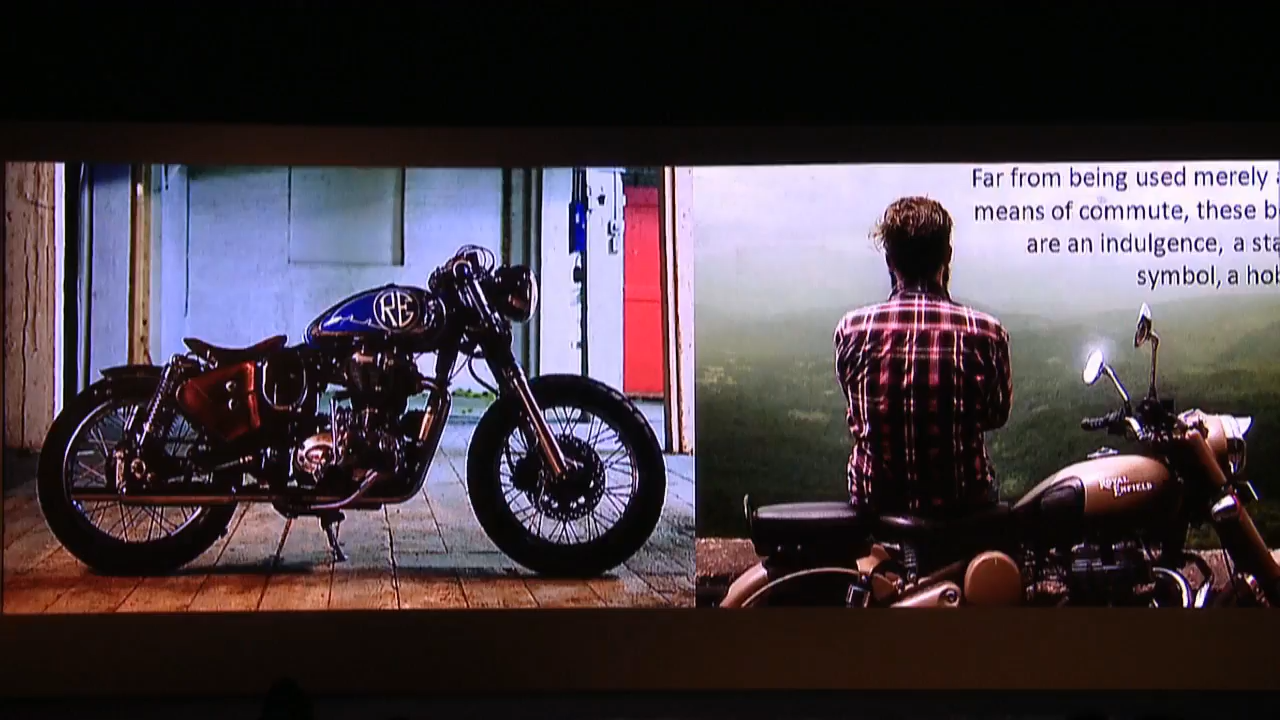 RE
Far from being used merely
means of commute, these
are an indulgence, a
symbol, a
ROYAL
ENFIELD